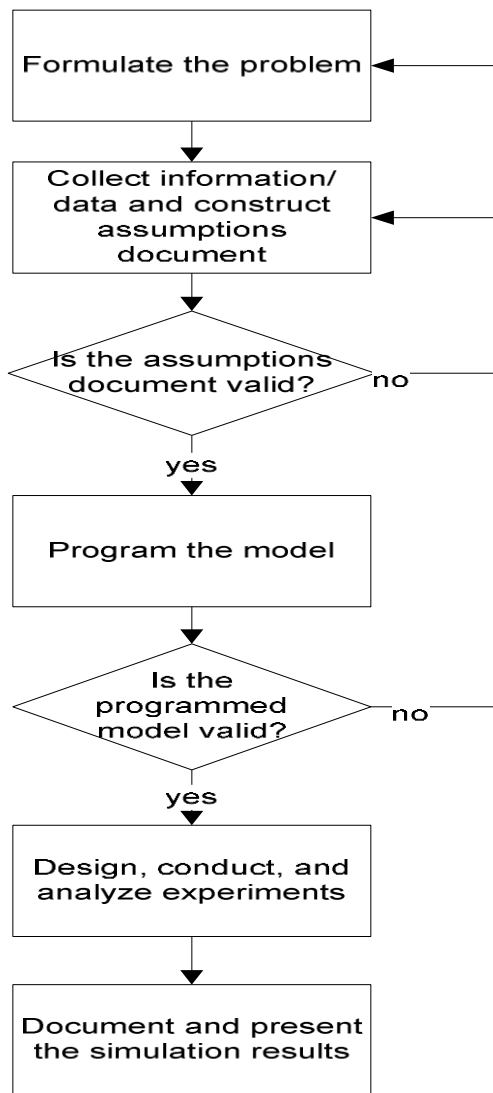 Formulate the problem
Collect information/
data and construct
assumptions
document
Is the assumptions
document valid?
no
yes
Program the model
Is the
programmed
model valid?
no
yes
Design, conduct, and
analyze experiments
Document and present
the simulation results